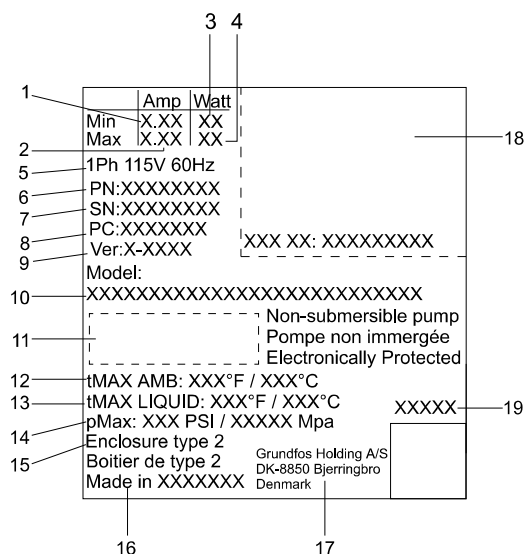 3 4
1 Amp Watt
Min X.XX XX
Max X.XX XX
2
18
5 1Ph 115V 60Hz
6 PN:XXXXXXXX
7 SN:XXXXXXXX
8 PC:XXXXXXX
XXX XX: XXXXXXXXX
9 Ver:X-XXXX
Model:
10 XXXXXXXXXXXXXXXXXXXXXXXXXX
11
Non-submersible pump
Pompe non immergée
Electronically Protected
12 tMAX AMB: XXX°F / XXX°C
13 tMAX LIQUID: XXX°F / XXX°C
XXXXX 19
14 pMax: XXX PSI / XXXXX Mpa
15 Enclosure type 2
Boitier de type 2
Made in XXXXXXX
Grundfos Holding A/S
DK-8850 Bjerringbro
Denmark
16 17